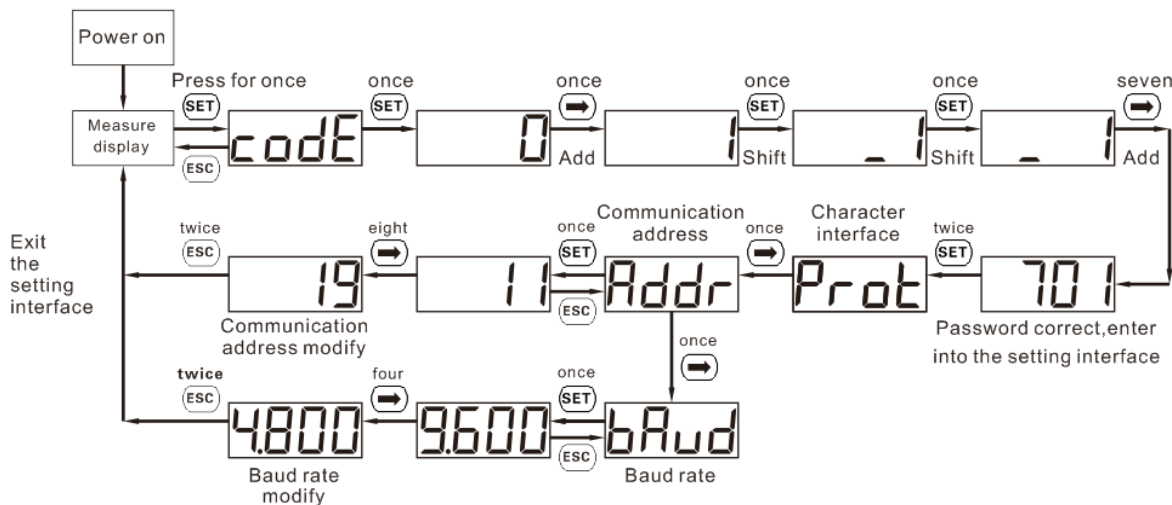 Power on
Press for once
once
once
once
once
seven
SET
SET
SET
SET
Measure
display
codE
0
1
_1
_ 1
ESC
Add
Shift
Shift
Add
Exit
the
setting
interface
twice
ESC
eight
once
SET
Communication
address
once
Character
interface
twice
SET
19
11
Addr
Prot
701
ESC
Communication
address modify
Password correct,enter
into the setting interface
once
twice
ESC
four
once
SET
4.800
9.600
bAud
ESC
Baud rate
modify
Baud rate